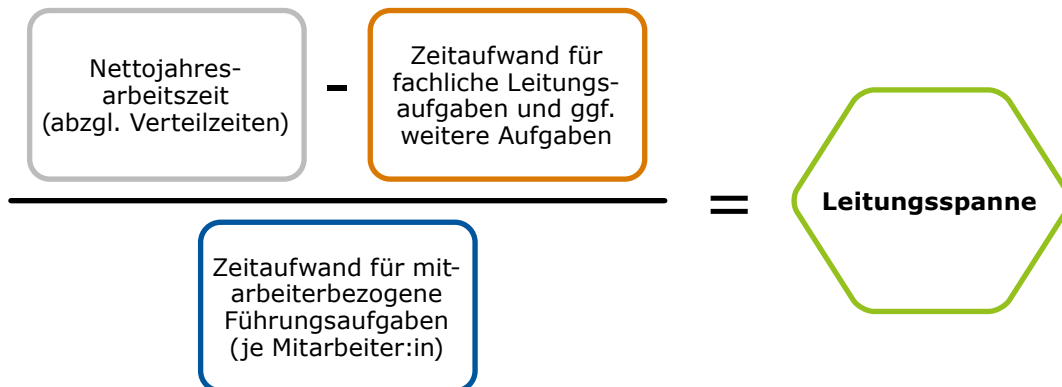 Nettojahres-
arbeitszeit
(abzgl. Verteilzeiten)
-
Zeitaufwand für
fachliche Leitungs-
aufgaben und ggf.
weitere Aufgaben
Zeitaufwand für mit-
arbeiterbezogene
Führungsaufgaben
(je Mitarbeiter:in)
=
Leitungsspanne